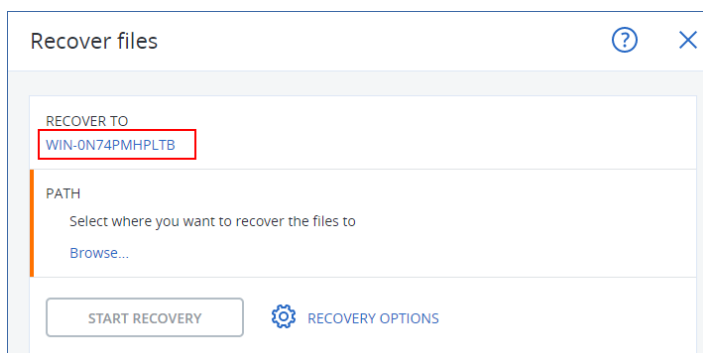 Recover files
RECOVER TO
WIN-0N74PMHPLTB
PATH
Select where you want to recover the files to
Browse...
START RECOVERY
RECOVERY OPTIONS